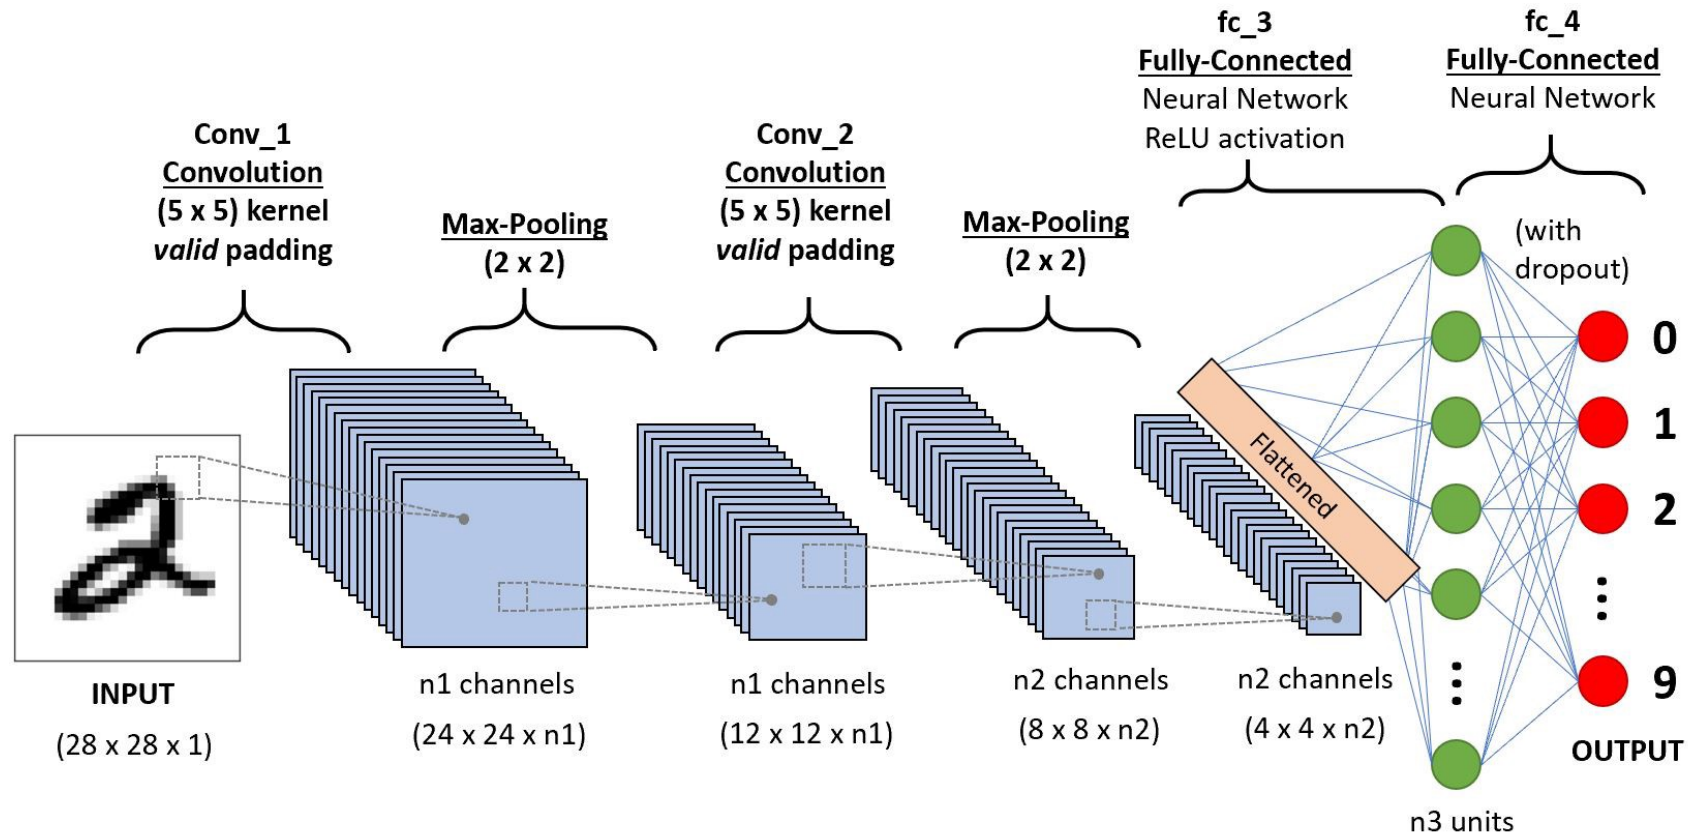 Conv_1
Convolution
(5 x 5) kernel
valid padding
Max-Pooling
(2 x 2)
Conv_2
Convolution
(5 x 5) kernel
valid padding
Max-Pooling
(2 x 2)
fc_3
Fully-Connected
Neural Network
ReLU activation
fc_4
Fully-Connected
Neural Network
(with
dropout)
Flattened
0
1
2
9
INPUT
(28 x 28 x 1)
n1 channels
(24 x 24 x n1)
n1 channels
(12 x 12 x n1)
n2 channels
(8 x 8 x n2)
n2 channels
(4 x 4 x n2)
n3 units
OUTPUT